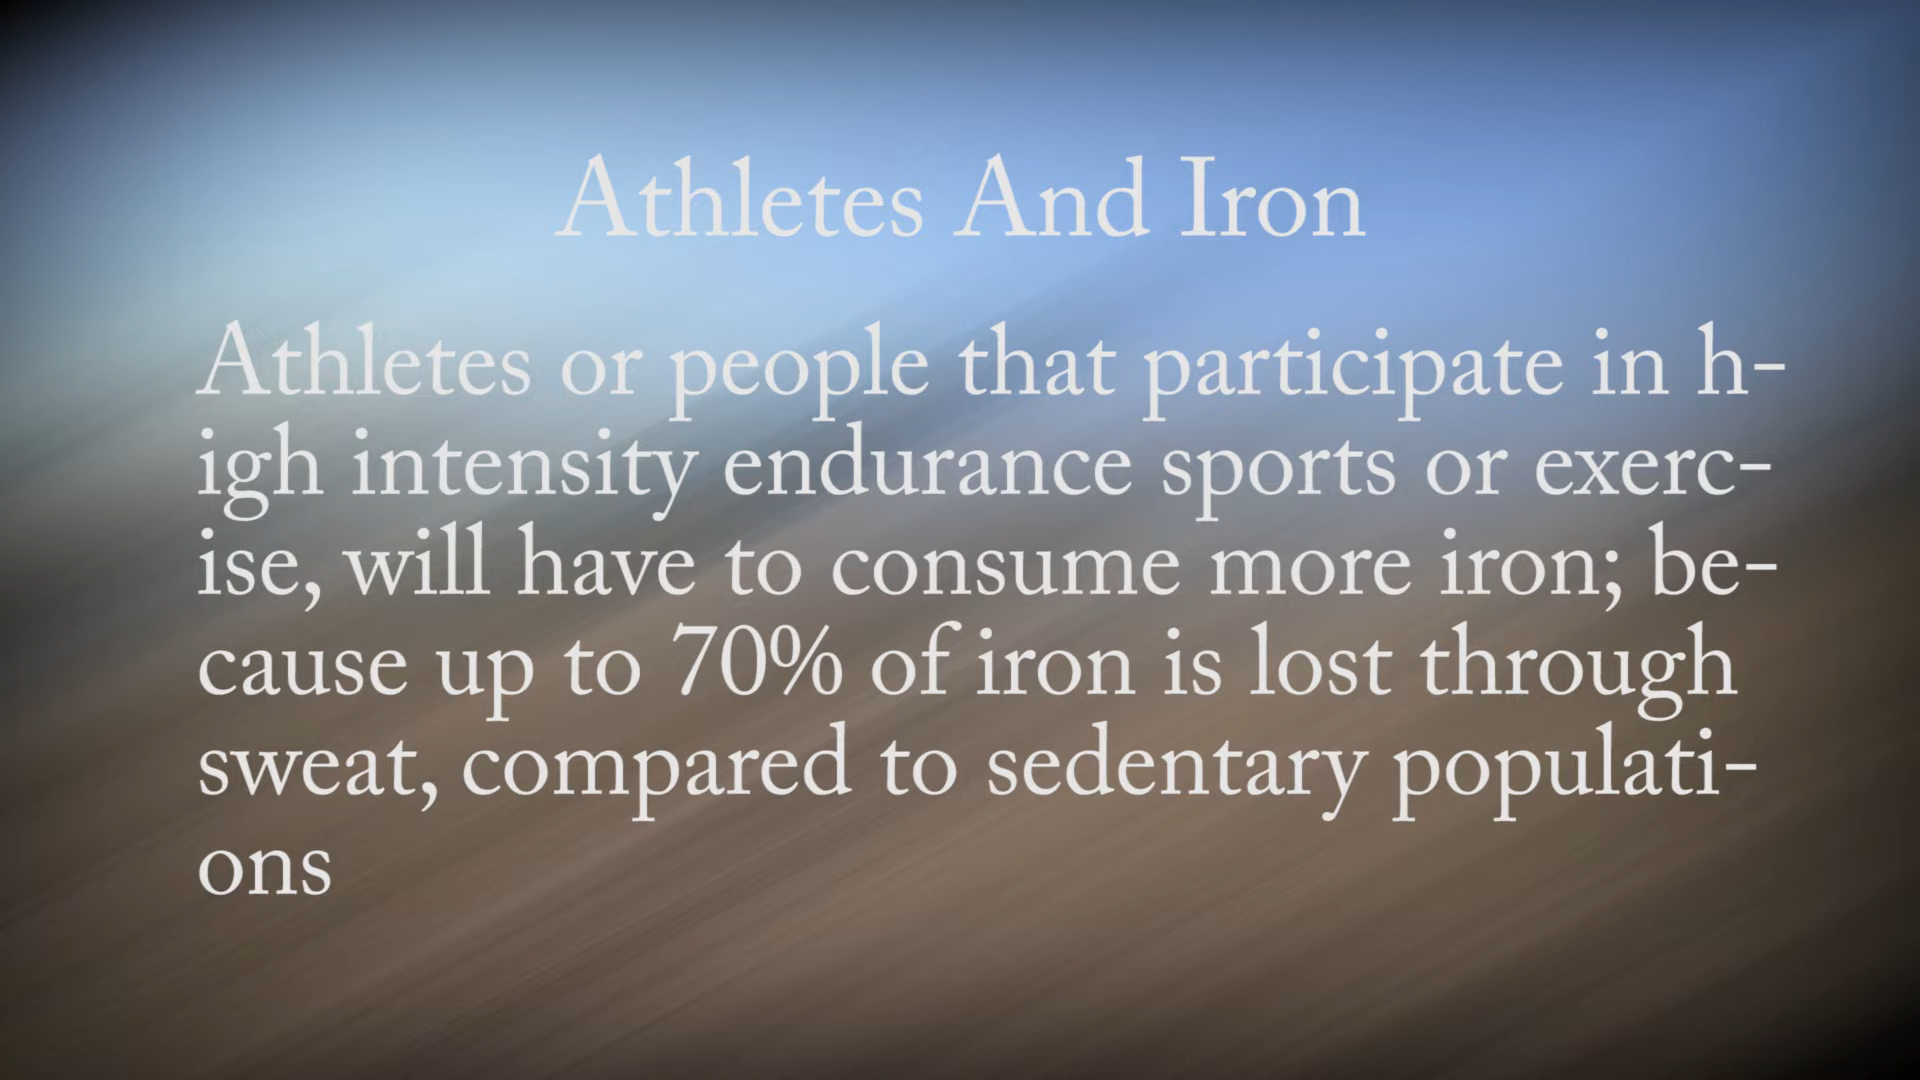 Athletes And Iron
Athletes or people that participate in h-
igh intensity endurance sports or exerc-
ise, will have to consume more iron; be-
cause up to 70% of iron is lost through
sweat, compared to sedentary populati-
ons